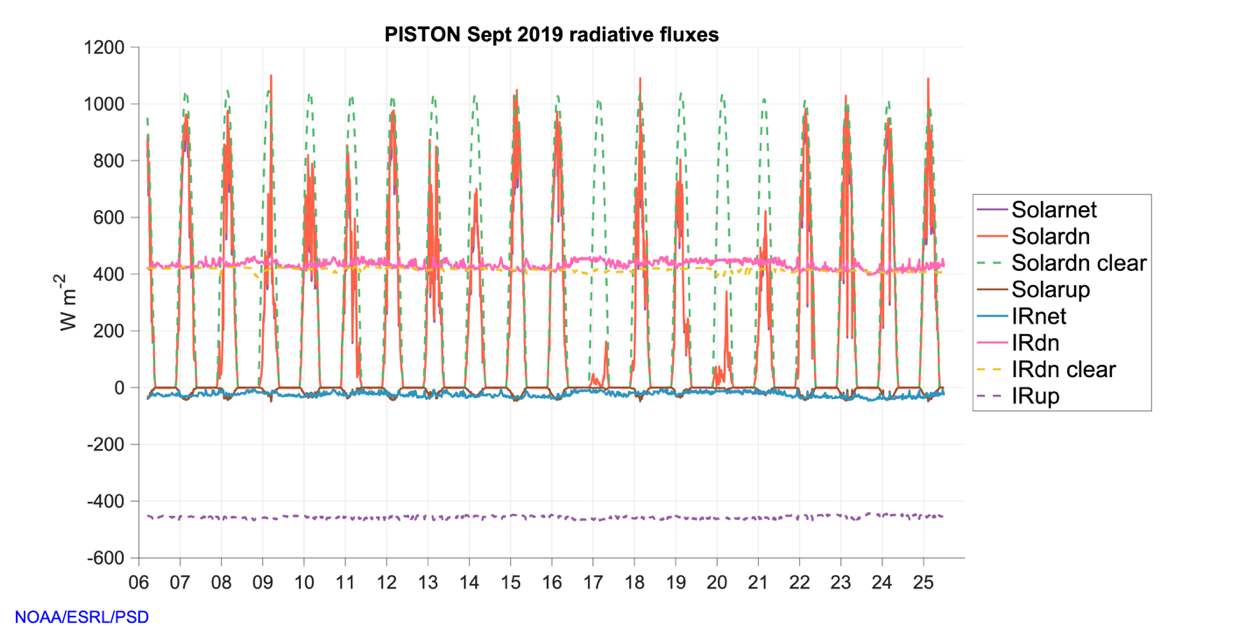 PISTON Sept 2019 radiative fluxes
1200
1000
800
600
400
200
0
-200
-400
-600
W m-2
06 07 08 09 10 11 12 13 14 15 16 17 18 19 20 21 22 23 24 25
Solarnet
Solardn
Solardn clear
Solarup
IRnet
IRdn
IRdn clear
IRup
NOAA/ESRL/PSD